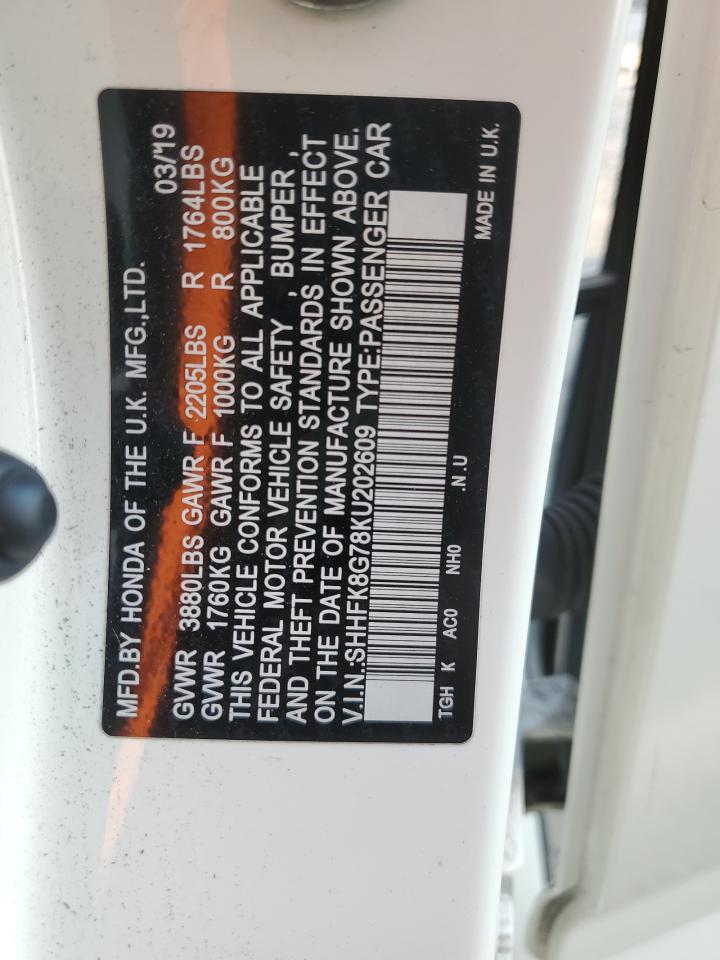 MFD.BY HONDA OF THE U.K. MFG.,LTD. 03/19
GVWR 3880LBS GAWR F 2205LBS R 1764LBS
GVWR 1760KG GAWR F 1000KG R 800KG
THIS VEHICLE CONFORMS TO ALL APPLICABLE
FEDERAL MOTOR VEHICLE SAFETY , BUMPER ,
AND THEFT PREVENTION STANDARDS IN EFFECT
ON THE DATE OF MANUFACTURE SHOWN ABOVE.
V.I.N.:SHHFK8G78KU202609 TYPE:PASSENGER CAR
TGH K AC0 NH0 .N.U MADE IN U.K.